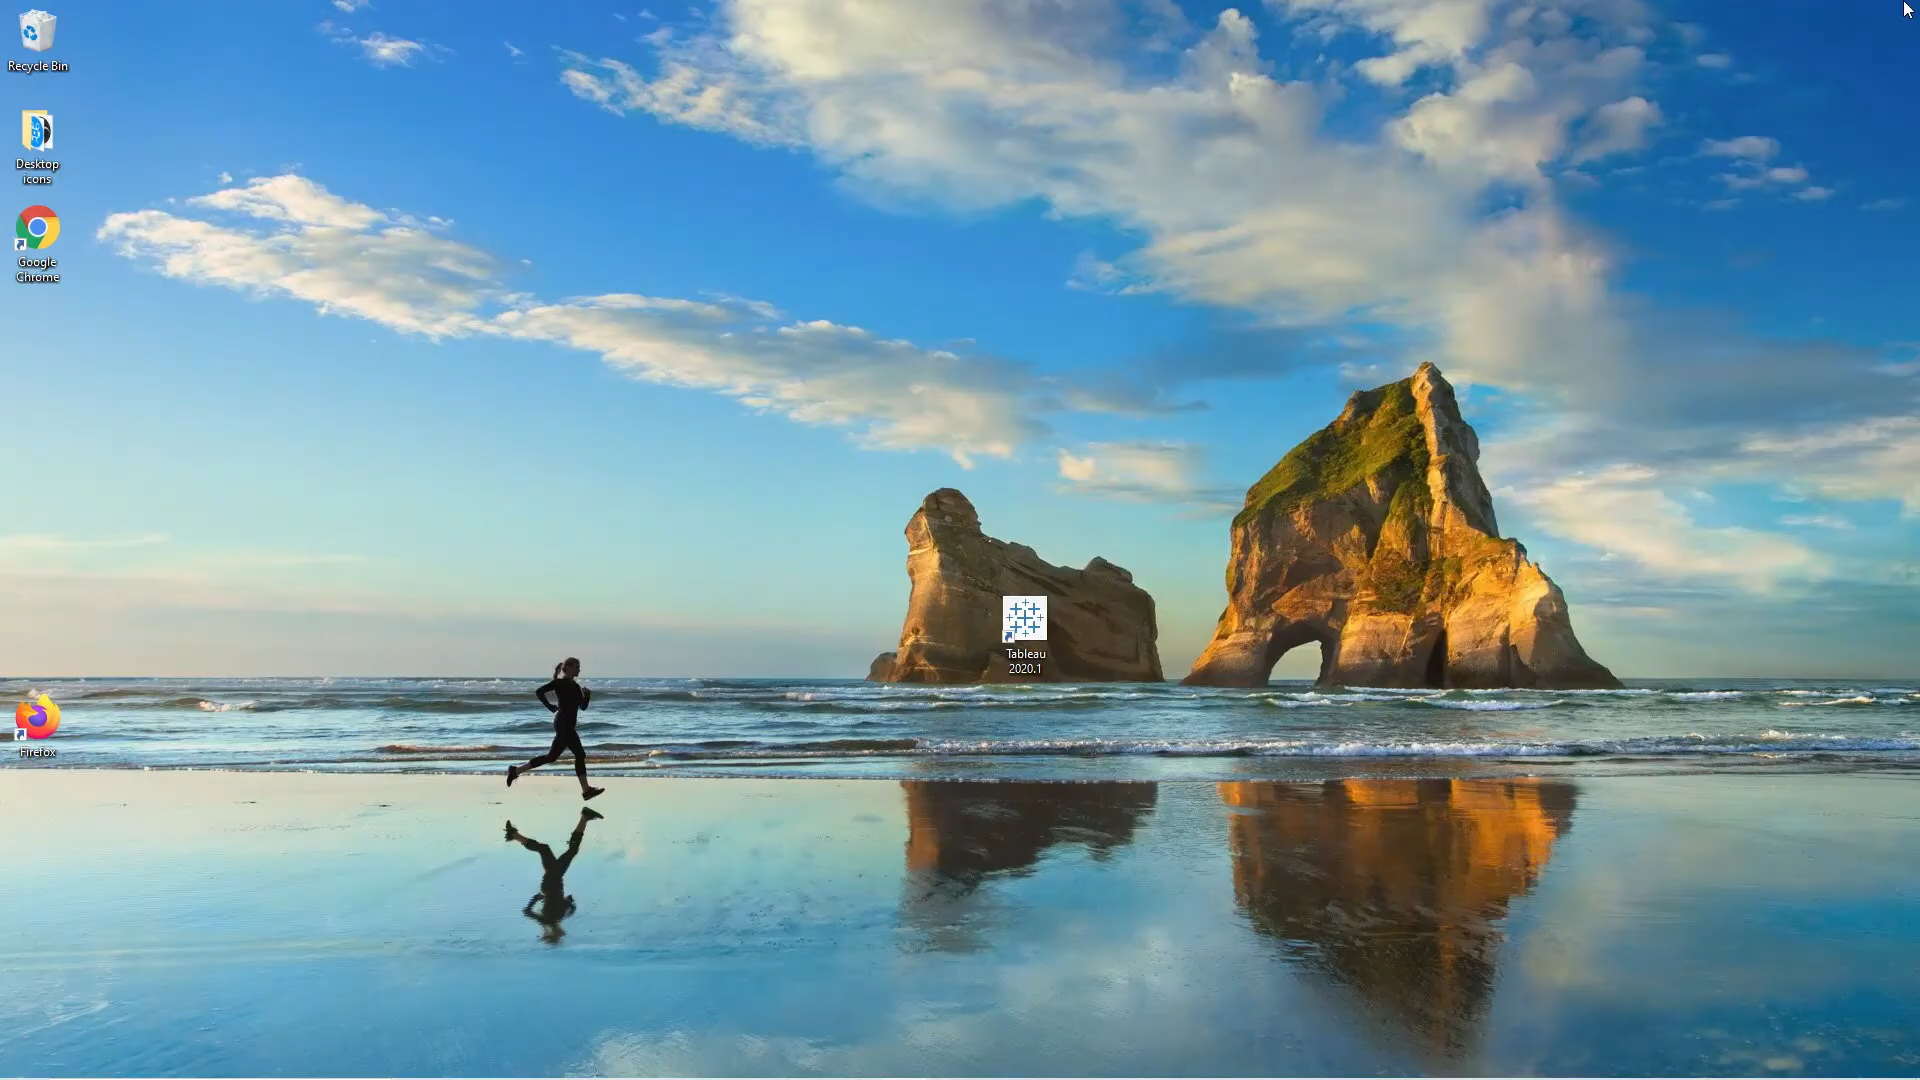 Recycle Bin
Desktop
icons
Google
Chrome
Tableau
2020.1
Firefox